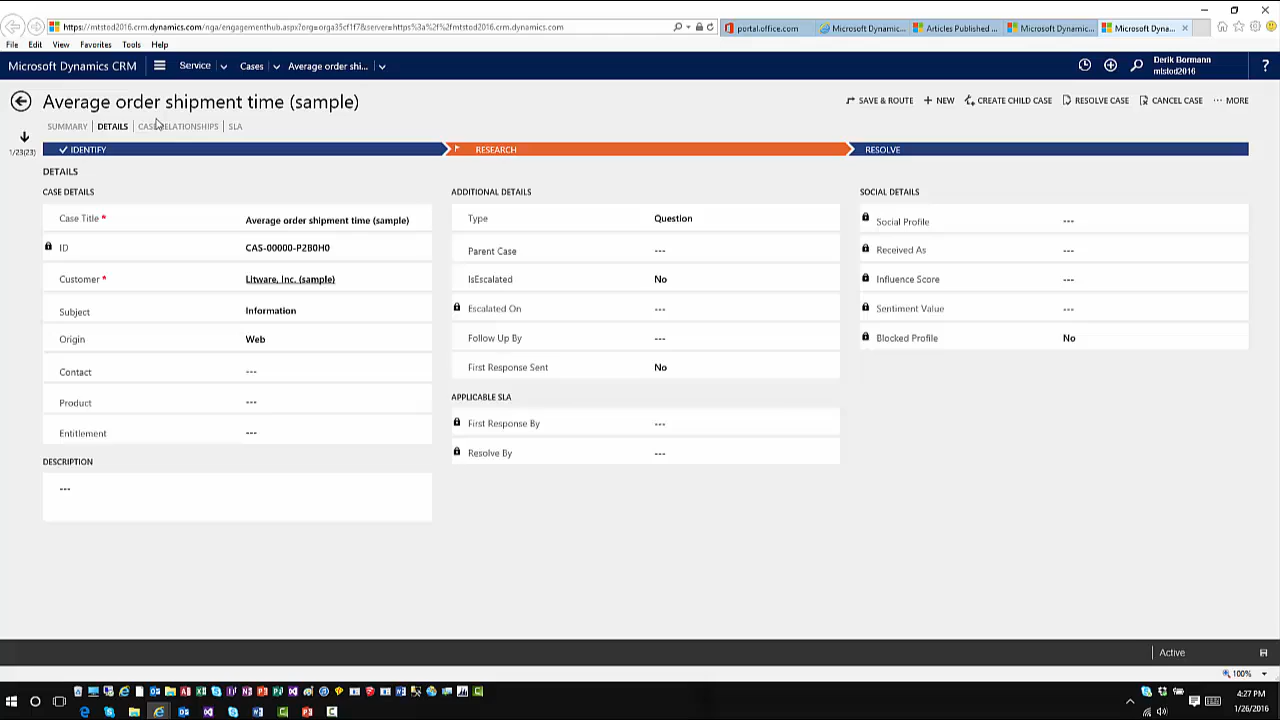 https://mtstod2016.crm.dynamics.com/nga/engagementhub.aspx?org=orga35cf1f7&server=https%3a%2f%2fmtstod2016.crm.dynamics.com
portal.office.com
Microsoft Dynamic...
Articles Published ...
Microsoft Dynamic...
Microsoft Dyna...
File Edit View Favorites Tools Help
Microsoft Dynamics CRM
Service
Cases
Average order shi...
Derik Bormann
mtstod2016
?
Average order shipment time (sample)
SAVE & ROUTE
NEW
CREATE CHILD CASE
RESOLVE CASE
CANCEL CASE
MORE
SUMMARY DETAILS CASE RELATIONSHIPS SLA
1/23(23)
IDENTIFY
RESEARCH
RESOLVE
DETAILS
CASE DETAILS
Case Title * Average order shipment time (sample)
ID CAS-00000-P2B0H0
Customer * Litware, Inc. (sample)
Subject Information
Origin Web
Contact ---
Product ---
Entitlement ---
DESCRIPTION
---
ADDITIONAL DETAILS
Type Question
Parent Case ---
IsEscalated No
Escalated On ---
Follow Up By ---
First Response Sent No
APPLICABLE SLA
First Response By ---
Resolve By ---
SOCIAL DETAILS
Social Profile ---
Received As ---
Influence Score ---
Sentiment Value ---
Blocked Profile No
Active
100%
4:27 PM
1/26/2016